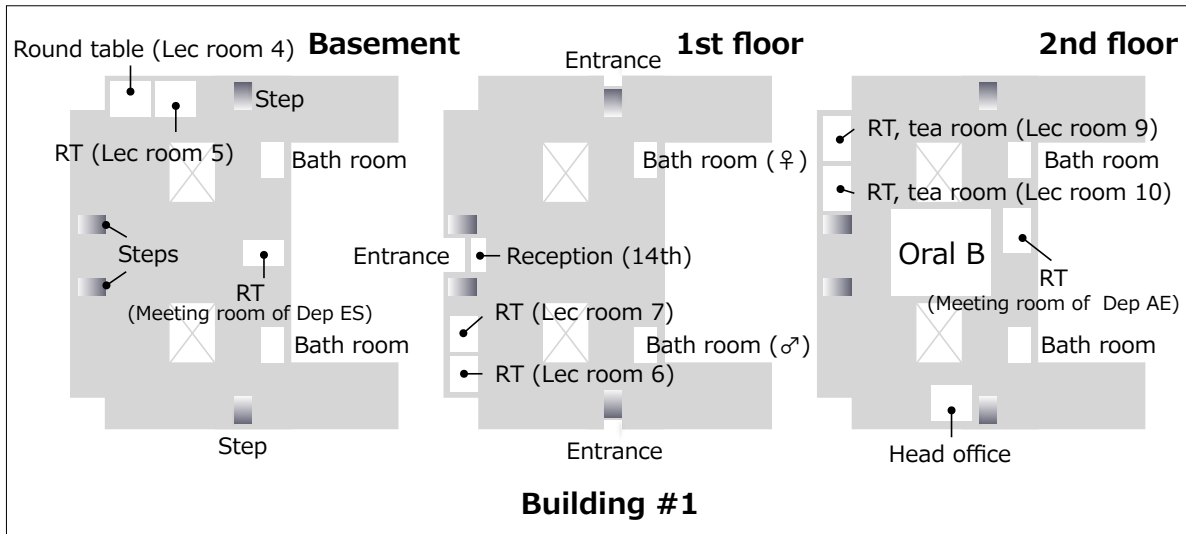 Basement
Round table (Lec room 4)
Step
RT (Lec room 5)
Bath room
Steps
RT
(Meeting room of Dep ES)
Bath room
Step
1st floor
Entrance
Bath room (♀)
Entrance
Reception (14th)
RT (Lec room 7)
Bath room (♂)
RT (Lec room 6)
Entrance
2nd floor
RT, tea room (Lec room 9)
Bath room
RT, tea room (Lec room 10)
Oral B
RT
(Meeting room of Dep AE)
Bath room
Head office
Building #1